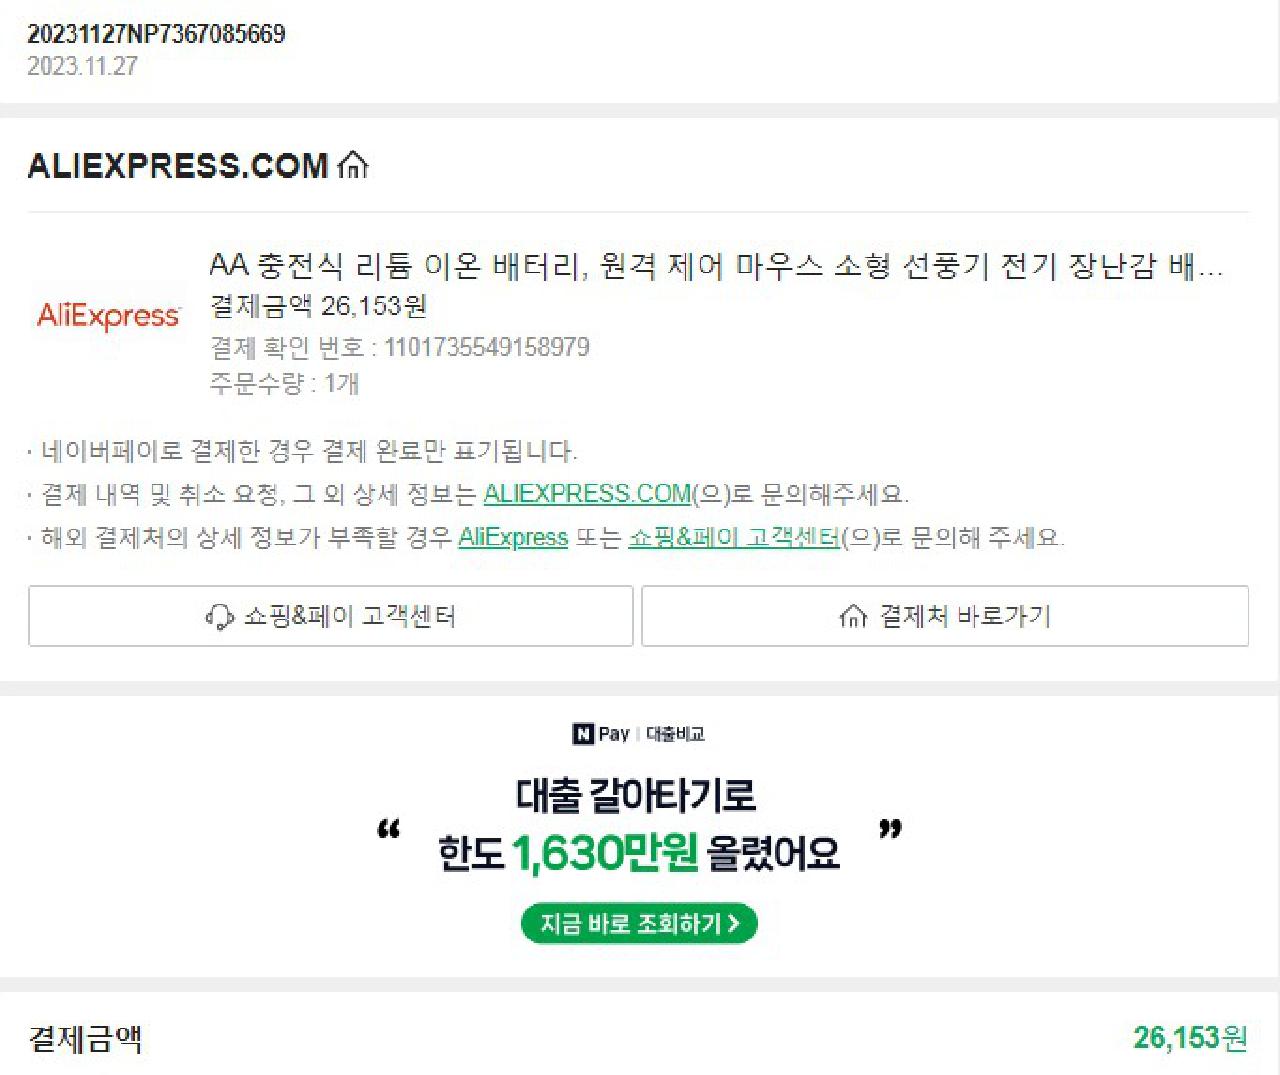 20231127NP7367085669
2023.11.27
ALIEXPRESS.COM
AliExpress
AA 충전식 리튬 이온 배터리, 원격 제어 마우스 소형 선풍기 전기 장난감 배...
결제금액 26,153원
결제 확인 번호 : 1101735549158979
주문수량 : 1개
· 네이버페이로 결제한 경우 결제 완료만 표기됩니다.
· 결제 내역 및 취소 요청, 그 외 상세 정보는 ALIEXPRESS.COM(으)로 문의해주세요.
· 해외 결제처의 상세 정보가 부족할 경우 AliExpress 또는 쇼핑&페이 고객센터(으)로 문의해 주세요.
쇼핑&페이 고객센터
결제처 바로가기
N Pay | 대출비교
“ 대출 갈아타기로
한도 1,630만원 올렸어요 ”
지금 바로 조회하기 >
결제금액
26,153원